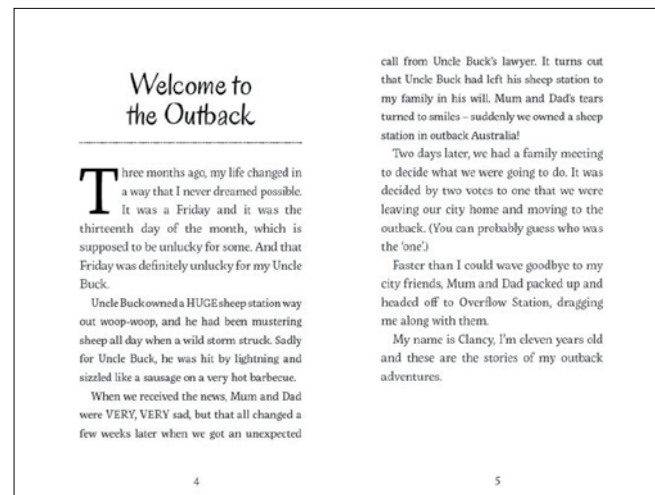 Welcome to
the Outback
Three months ago, my life changed in
a way that I never dreamed possible.
It was a Friday and it was the
thirteenth day of the month, which is
supposed to be unlucky for some. And that
Friday was definitely unlucky for my Uncle
Buck.
Uncle Buck owned a HUGE sheep station way
out woop-woop, and he had been mustering
sheep all day when a wild storm struck. Sadly
for Uncle Buck, he was hit by lightning and
sizzled like a sausage on a very hot barbecue.
When we received the news, Mum and Dad
were VERY, VERY sad, but that all changed a
few weeks later when we got an unexpected
4
call from Uncle Buck's lawyer. It turns out
that Uncle Buck had left his sheep station to
my family in his will. Mum and Dad's tears
turned to smiles – suddenly we owned a sheep
station in outback Australia!
Two days later, we had a family meeting
to decide what we were going to do. It was
decided by two votes to one that we were
leaving our city home and moving to the
outback. (You can probably guess who was
the 'one'.)
Faster than I could wave goodbye to my
city friends, Mum and Dad packed up and
headed off to Overflow Station, dragging
me along with them.
My name is Clancy, I'm eleven years old
and these are the stories of my outback
adventures.
5